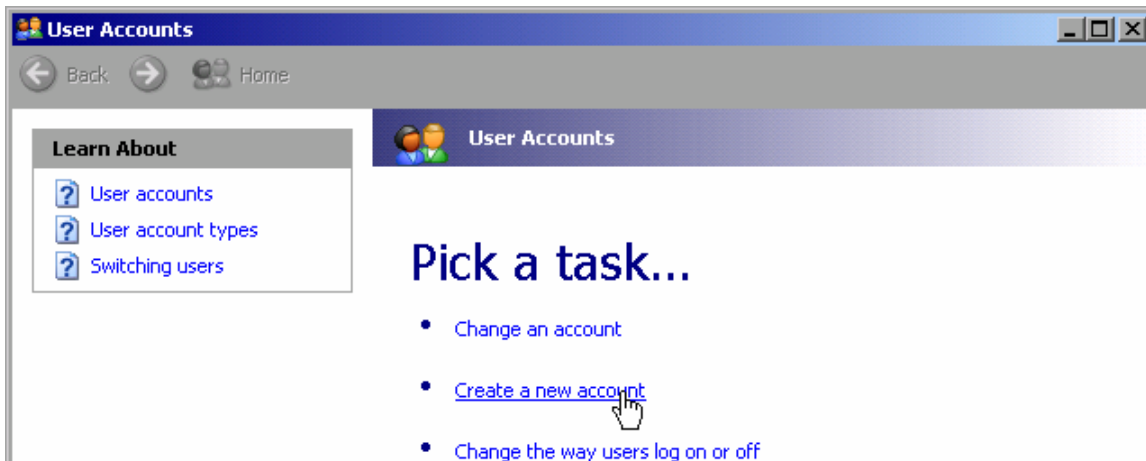 User Accounts
Back Home
Learn About
User accounts
User account types
Switching users
User Accounts
Pick a task...
Change an account
Create a new account
Change the way users log on or off